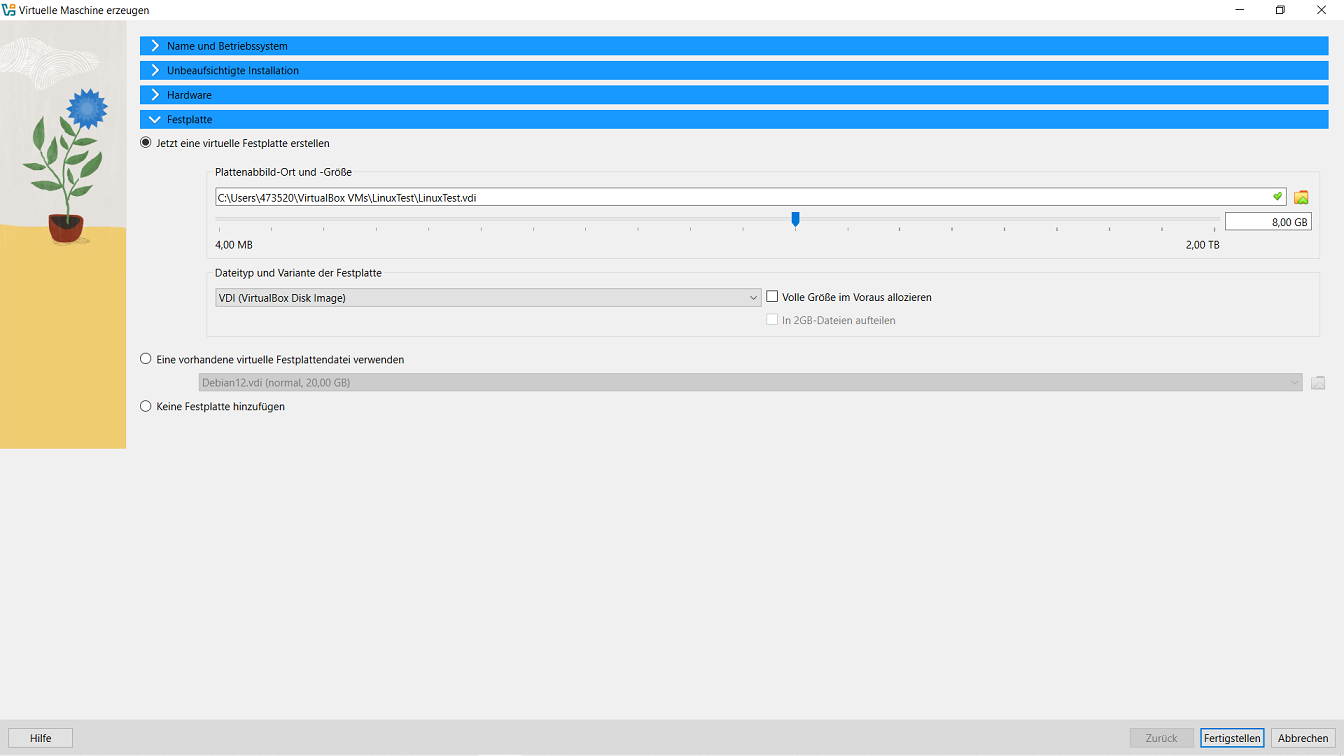 Virtuelle Maschine erzeugen
Name und Betriebssystem
Unbeaufsichtigte Installation
Hardware
Festplatte
Jetzt eine virtuelle Festplatte erstellen
Plattenabbild-Ort und -Größe
C:\Users\473520\VirtualBox VMs\LinuxTest\LinuxTest.vdi
8,00 GB
4,00 MB 2,00 TB
Dateityp und Variante der Festplatte
VDI (VirtualBox Disk Image) Volle Größe im Voraus allozieren
In 2GB-Dateien aufteilen
Eine vorhandene virtuelle Festplattendatei verwenden
Debian12.vdi (normal, 20,00 GB)
Keine Festplatte hinzufügen
Hilfe Zurück Fertigstellen Abbrechen